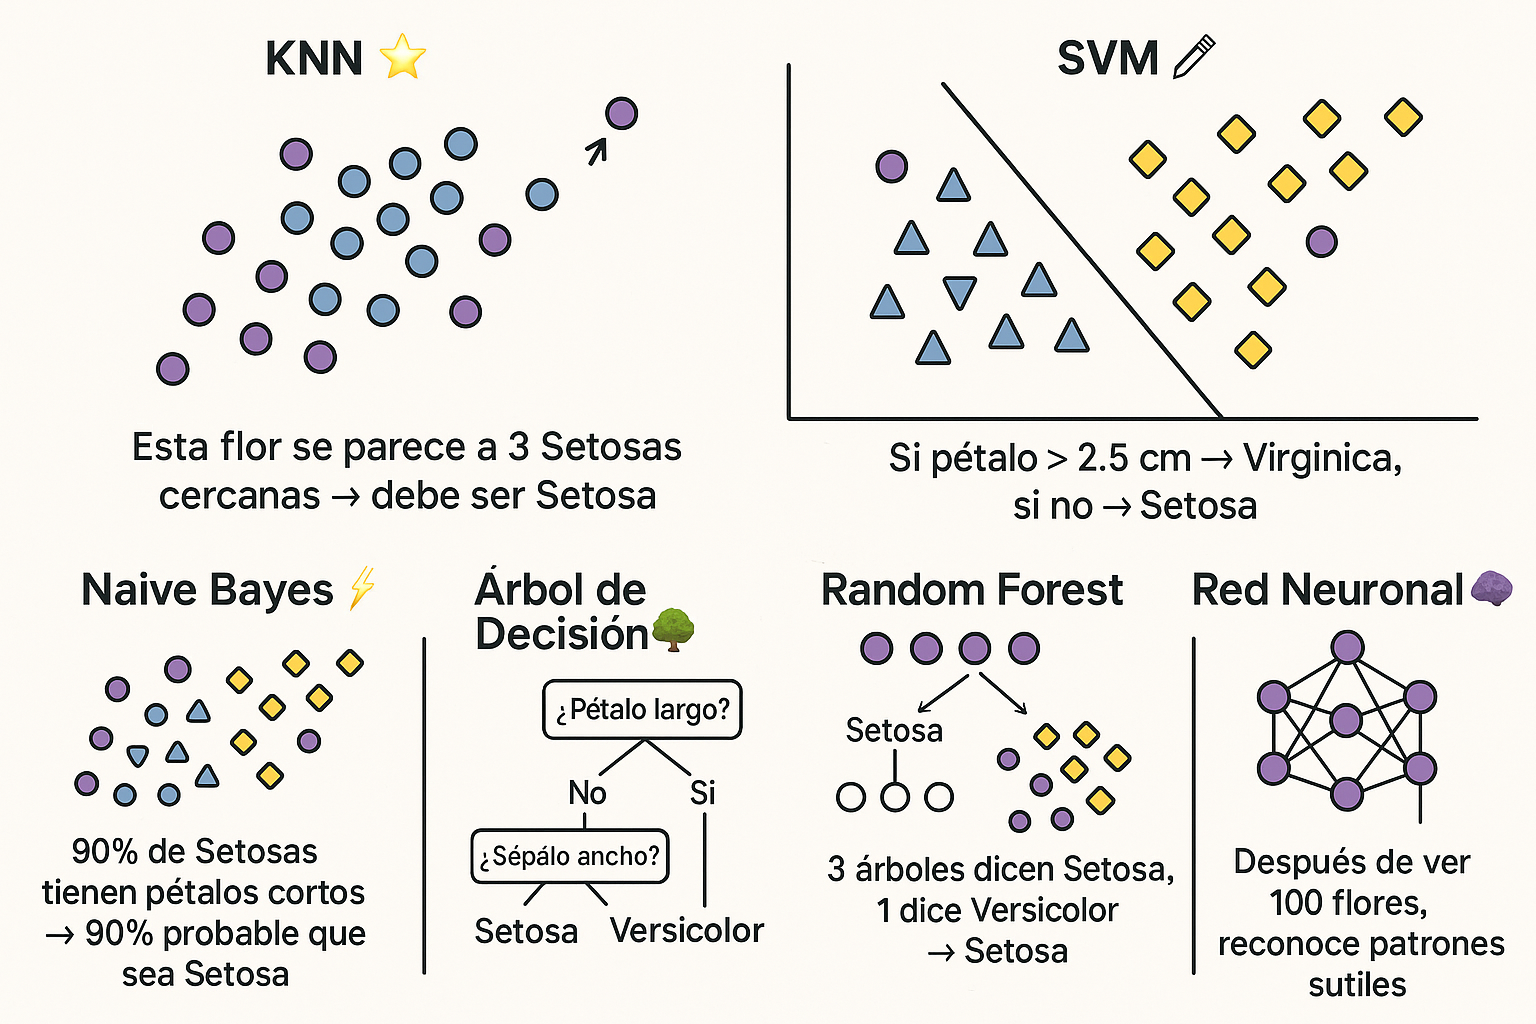 KNN
SVM
Esta flor se parece a 3 Setosas
cercanas → debe ser Setosa
Si pétalo > 2.5 cm → Virginica,
si no → Setosa
Naive Bayes
90% de Setosas
tienen pétalos cortos
→ 90% probable que
sea Setosa
Árbol de
Decisión
¿Pétalo largo?
No
Si
¿Sépálo ancho?
Setosa
Versicolor
Random Forest
Setosa
3 árboles dicen Setosa,
1 dice Versicolor
→ Setosa
Red Neuronal
Después de ver
100 flores,
reconoce patrones
sutiles